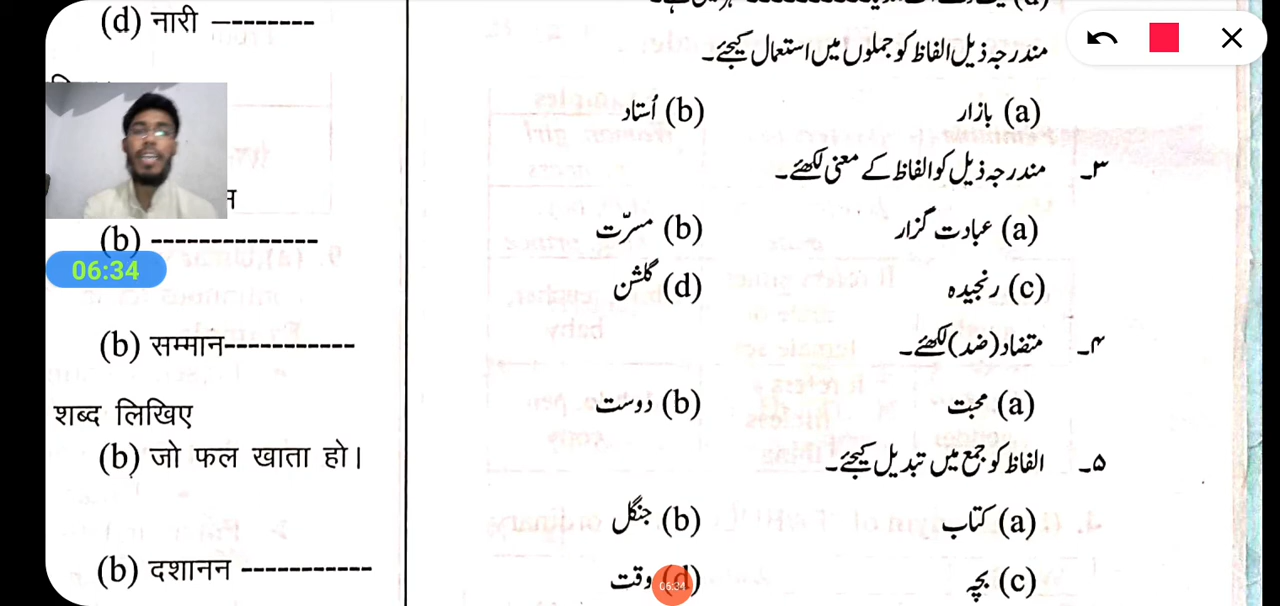 (d) नारी –-------
(b) --------------
06:34
(b) सम्मान-----------
शब्द लिखिए
(b) जो फल खाता हो।
(b) दशानन -----------
مندرجہ ذیل الفاظ کو جملوں میں استعمال کیجئے۔
(a) بازار (b) اُستاد
۳۔ مندرجہ ذیل کو الفاظ کے معنی لکھئے۔
(a) عبادت گزار (b) مسرّت
(c) رنجیدہ (d) گلشن
۴۔ متضاد (ضد) لکھئے۔
(a) محبت (b) دوست
۵۔ الفاظ کو جمع میں تبدیل کیجئے۔
(a) کتاب (b) جنگل
(c) بچہ (d) وقت
06:34